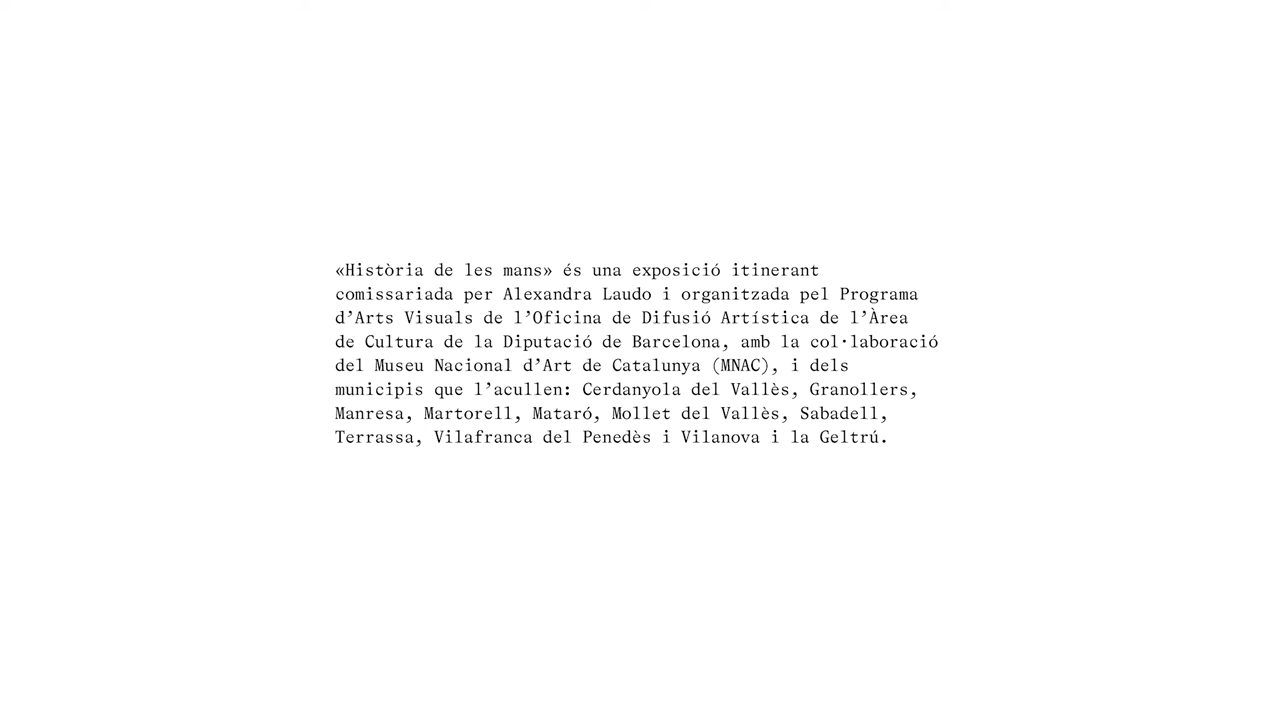 «Història de les mans» és una exposició itinerant
comissariada per Alexandra Laudo i organitzada pel Programa
d’Arts Visuals de l’Oficina de Difusió Artística de l’Àrea
de Cultura de la Diputació de Barcelona, amb la col·laboració
del Museu Nacional d’Art de Catalunya (MNAC), i dels
municipis que l’acullen: Cerdanyola del Vallès, Granollers,
Manresa, Martorell, Mataró, Mollet del Vallès, Sabadell,
Terrassa, Vilafranca del Penedès i Vilanova i la Geltrú.